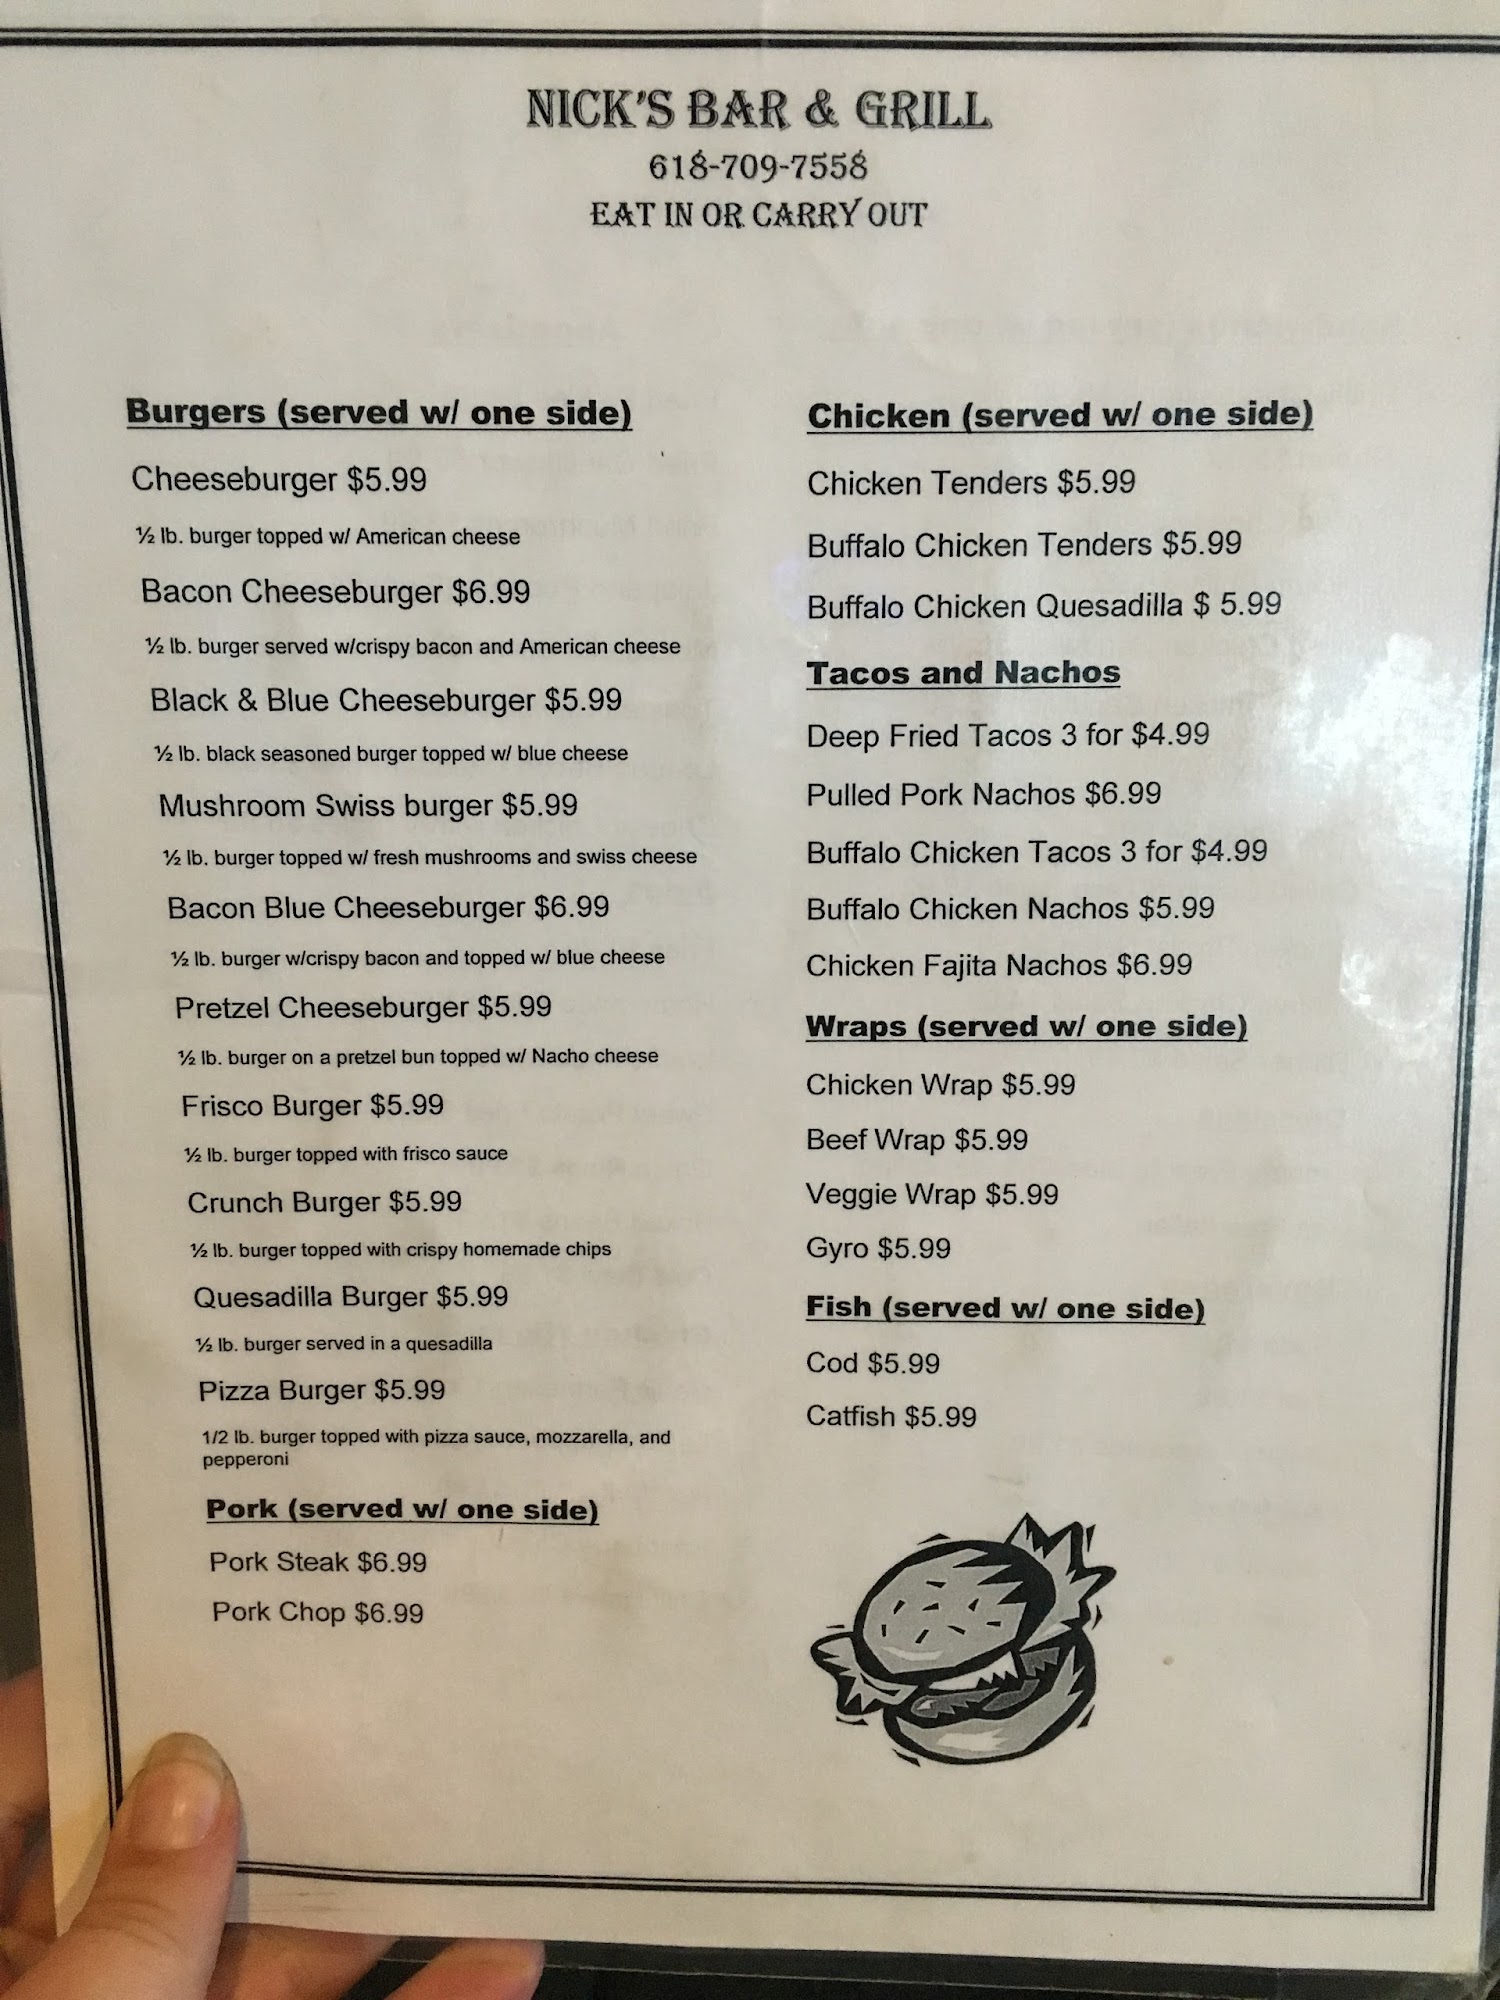 NICK'S BAR & GRILL
618-709-7558
EAT IN OR CARRY OUT
Burgers (served w/ one side)
Cheeseburger $5.99
½ lb. burger topped w/ American cheese
Bacon Cheeseburger $6.99
½ lb. burger served w/crispy bacon and American cheese
Black & Blue Cheeseburger $5.99
½ lb. black seasoned burger topped w/ blue cheese
Mushroom Swiss burger $5.99
½ lb. burger topped w/ fresh mushrooms and swiss cheese
Bacon Blue Cheeseburger $6.99
½ lb. burger w/crispy bacon and topped w/ blue cheese
Pretzel Cheeseburger $5.99
½ lb. burger on a pretzel bun topped w/ Nacho cheese
Frisco Burger $5.99
½ lb. burger topped with frisco sauce
Crunch Burger $5.99
½ lb. burger topped with crispy homemade chips
Quesadilla Burger $5.99
½ lb. burger served in a quesadilla
Pizza Burger $5.99
1/2 lb. burger topped with pizza sauce, mozzarella, and
pepperoni
Pork (served w/ one side)
Pork Steak $6.99
Pork Chop $6.99
Chicken (served w/ one side)
Chicken Tenders $5.99
Buffalo Chicken Tenders $5.99
Buffalo Chicken Quesadilla $ 5.99
Tacos and Nachos
Deep Fried Tacos 3 for $4.99
Pulled Pork Nachos $6.99
Buffalo Chicken Tacos 3 for $4.99
Buffalo Chicken Nachos $5.99
Chicken Fajita Nachos $6.99
Wraps (served w/ one side)
Chicken Wrap $5.99
Beef Wrap $5.99
Veggie Wrap $5.99
Gyro $5.99
Fish (served w/ one side)
Cod $5.99
Catfish $5.99